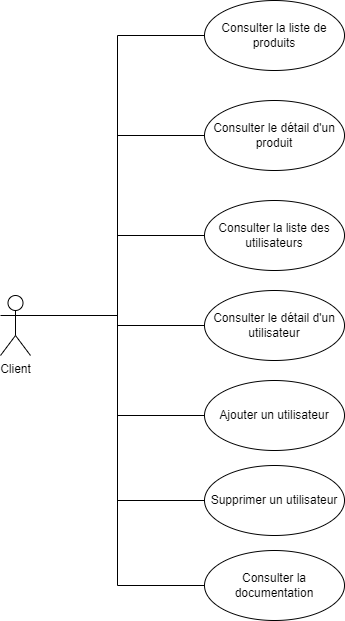 Consulter la liste de
produits
Consulter le détail d'un
produit
Consulter la liste des
utilisateurs
Consulter le détail d'un
utilisateur
Client
Ajouter un utilisateur
Supprimer un utilisateur
Consulter la
documentation